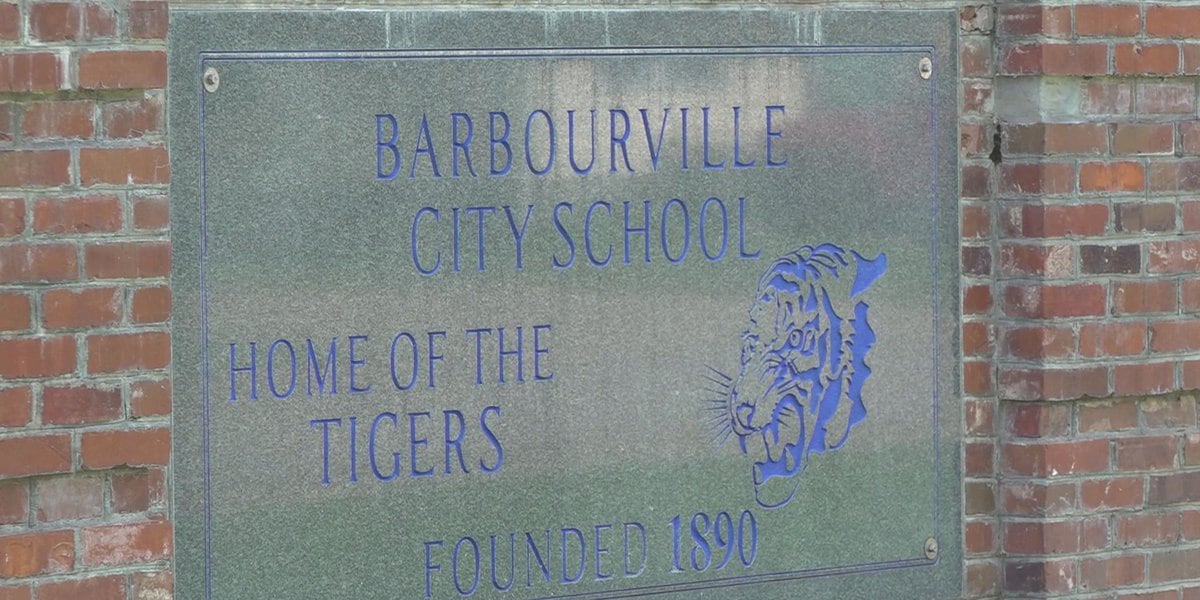 BARBOURVILLE
CITY SCHOOL
HOME OF THE
TIGERS
FOUNDED 1890